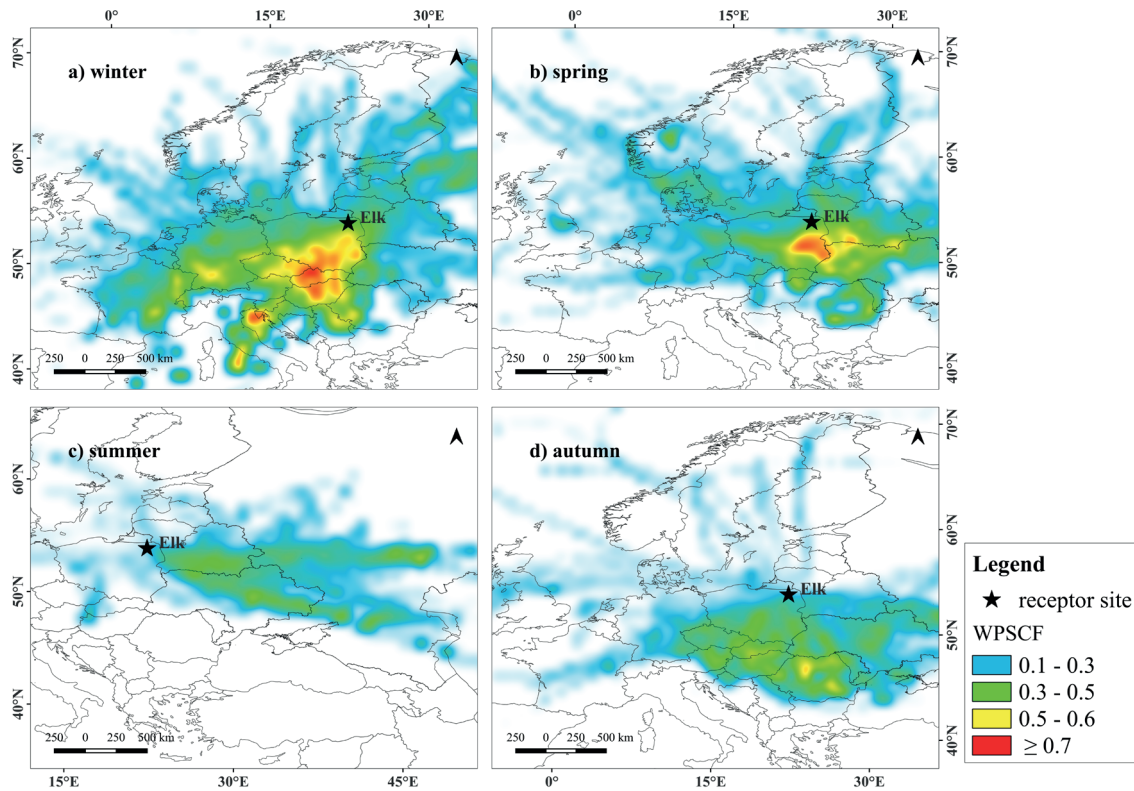 0° 15°E 30°E 0° 15°E 30°E
a) winter
b) spring
70°N
60°N
50°N
40°N
Elk
250 0 250 500 km
Elk
250 0 250 500 km
70°N
60°N
50°N
40°N
c) summer
d) autumn
60°N
50°N
40°N
Elk
250 0 250 500 km
Elk
250 0 250 500 km
70°N
60°N
50°N
40°N
15°E 30°E 45°E 0° 15°E 30°E
Legend
receptor site
WPSCF
0.1 - 0.3
0.3 - 0.5
0.5 - 0.6
≥ 0.7